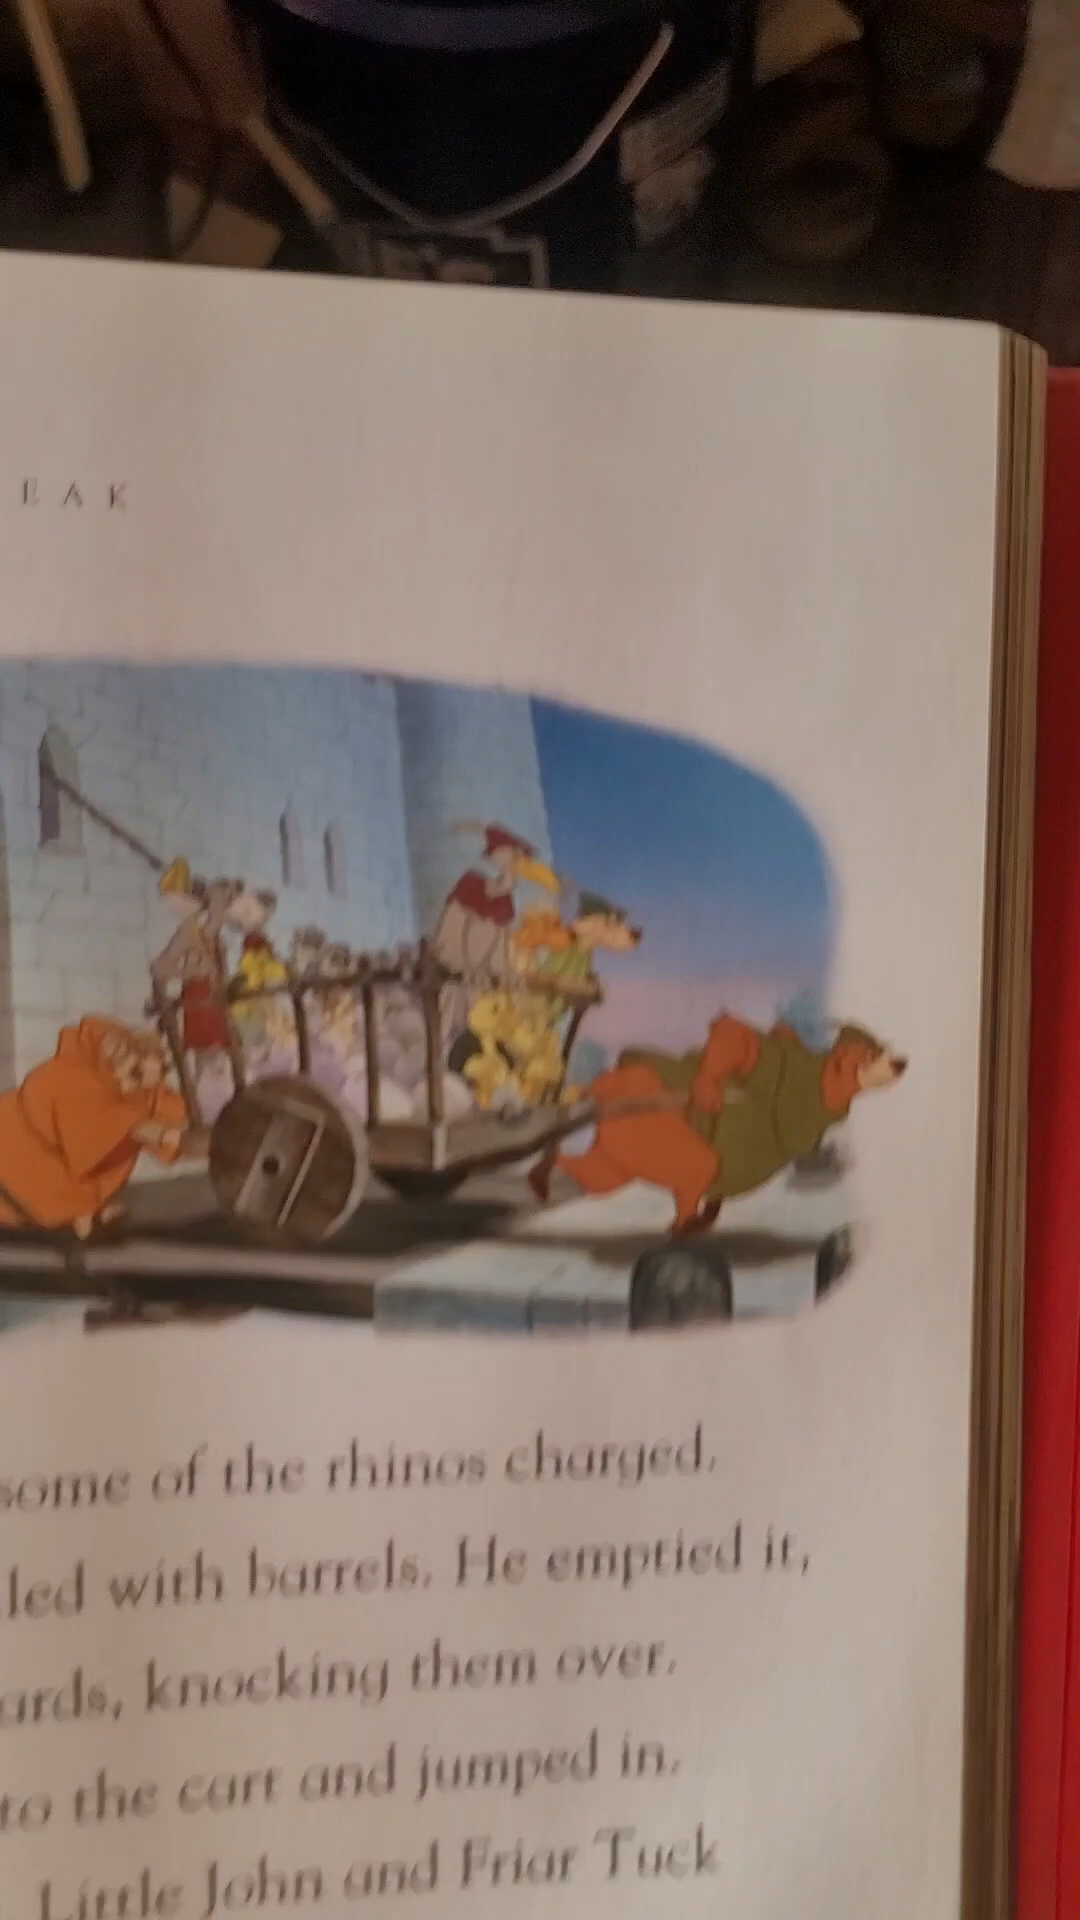 EAK
some of the rhinos charged.
led with barrels. He emptied it,
ards, knocking them over.
to the cart and jumped in.
Little John and Friar Tuck